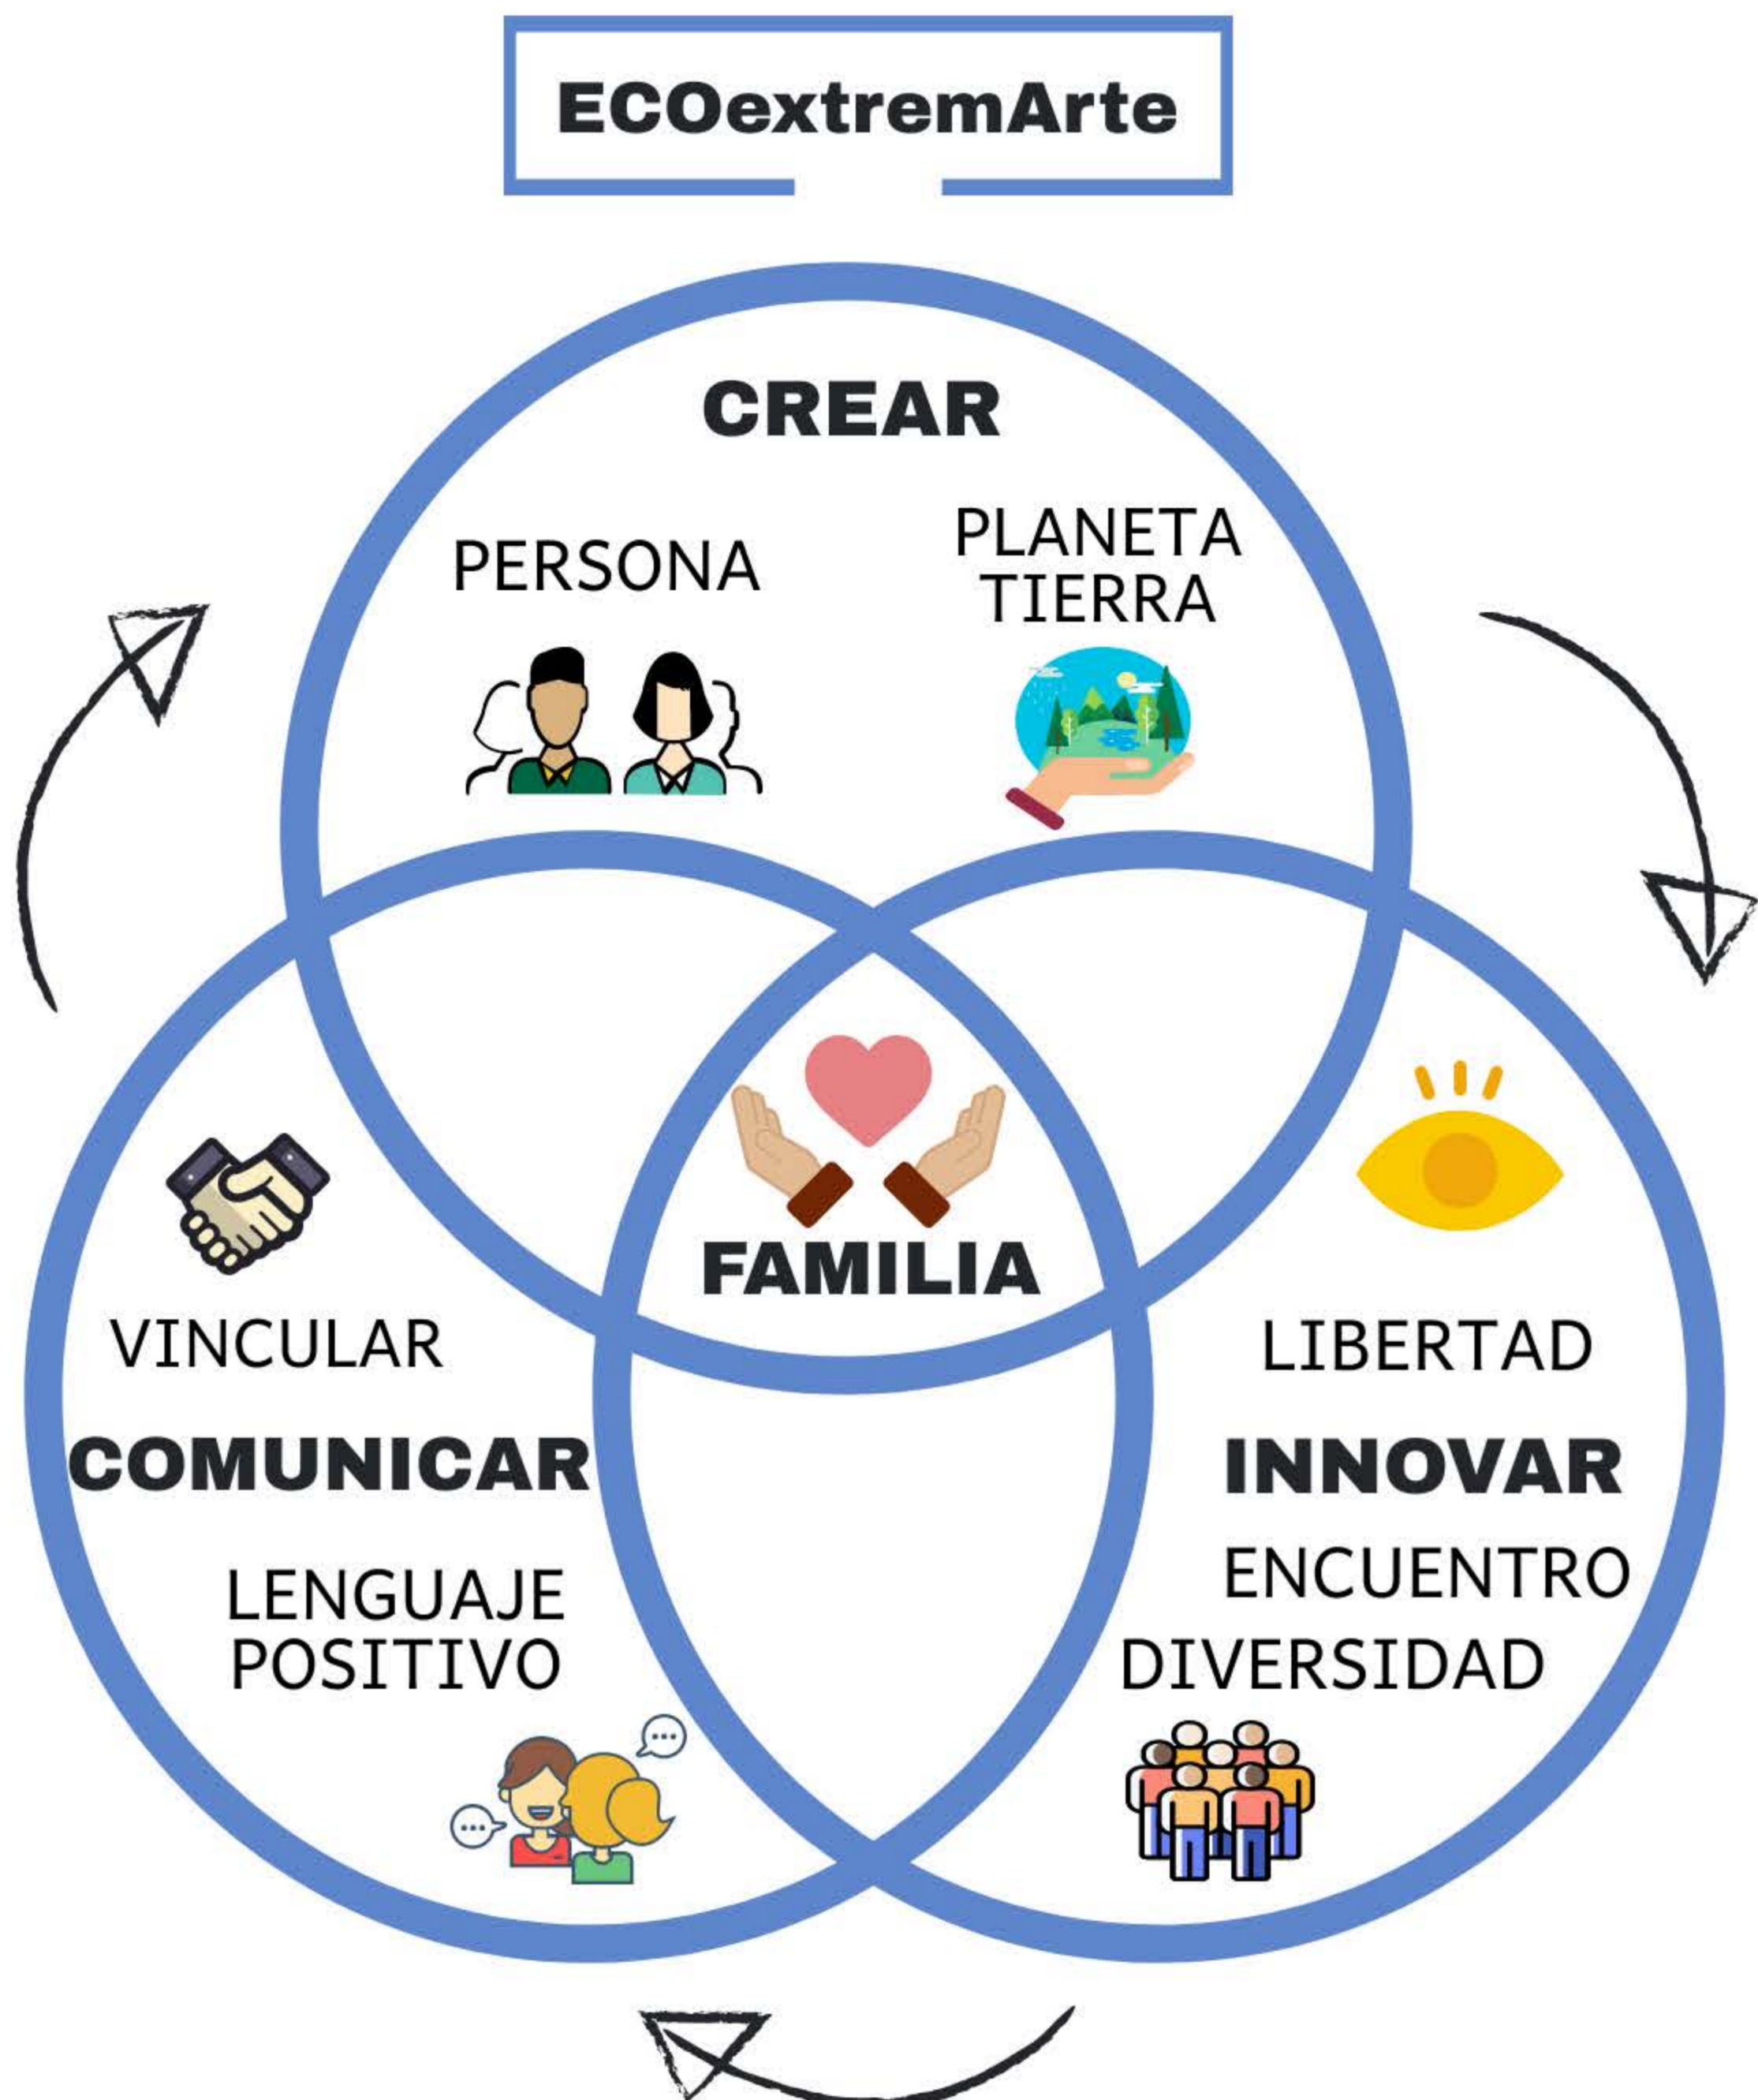 ECOextremArte
CREAR
PERSONA
PLANETA
TIERRA
FAMILIA
VINCULAR
COMUNICAR
LENGUAJE
POSITIVO
LIBERTAD
INNOVAR
ENCUENTRO
DIVERSIDAD